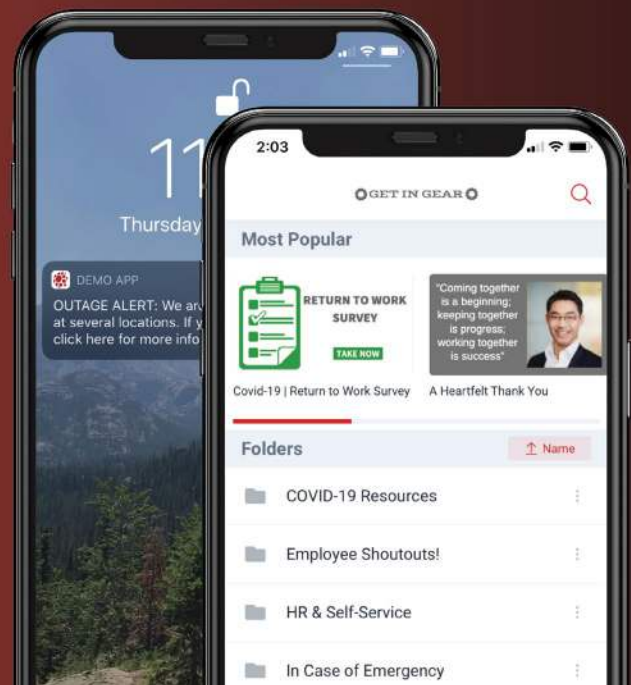 11
Thursday
DEMO APP
OUTAGE ALERT: We are
at several locations. If y
click here for more info
2:03
GET IN GEAR
Most Popular
RETURN TO WORK
SURVEY
TAKE NOW
"Coming together
is a beginning;
keeping together
is progress;
working together
is success"
Covid-19 | Return to Work Survey
A Heartfelt Thank You
Folders
Name
COVID-19 Resources
Employee Shoutouts!
HR & Self-Service
In Case of Emergency